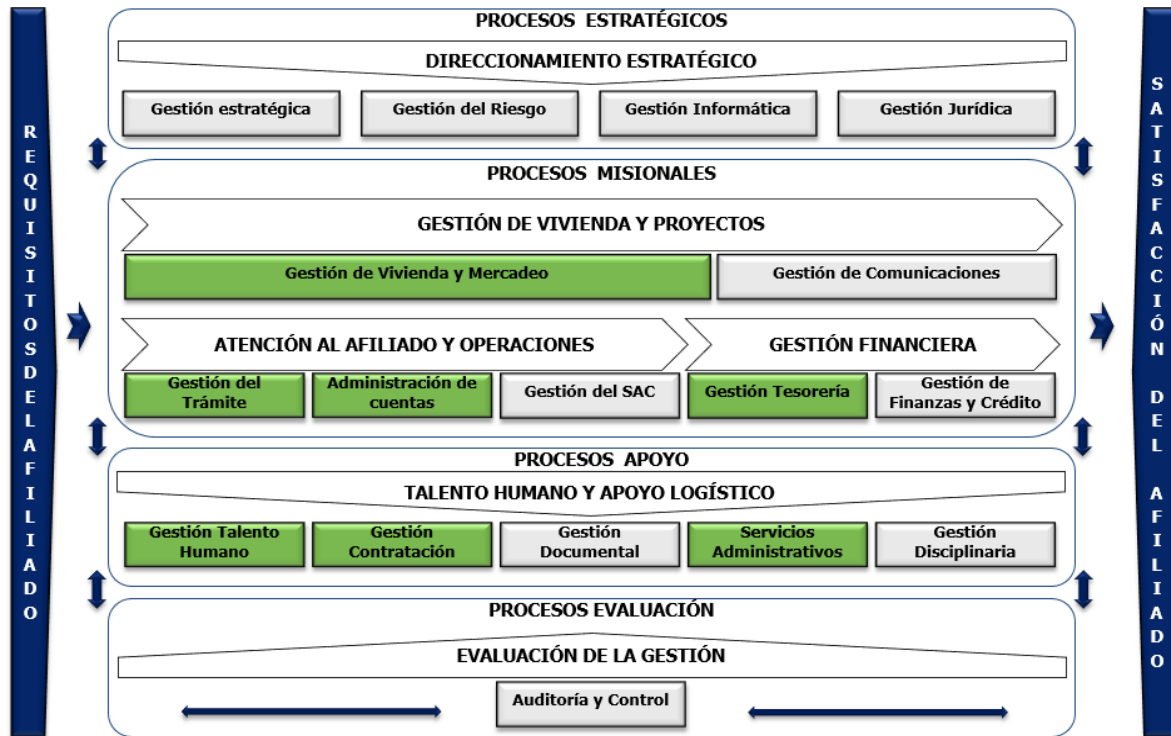 PROCESOS ESTRATÉGICOS
DIRECCIONAMIENTO ESTRATÉGICO
Gestión estratégica
Gestión del Riesgo
Gestión Informática
Gestión Jurídica
REQUISITOS DEL AFILIADO
PROCESOS MISIONALES
GESTIÓN DE VIVIENDA Y PROYECTOS
Gestión de Vivienda y Mercadeo
Gestión de Comunicaciones
ATENCIÓN AL AFILIADO Y OPERACIONES
GESTIÓN FINANCIERA
Gestión del
Trámite
Administración de
cuentas
Gestión del SAC
Gestión Tesorería
Gestión de
Finanzas y Crédito
PROCESOS APOYO
TALENTO HUMANO Y APOYO LOGÍSTICO
Gestión Talento
Humano
Gestión
Contratación
Gestión
Documental
Servicios
Administrativos
Gestión
Disciplinaria
PROCESOS EVALUACIÓN
EVALUACIÓN DE LA GESTIÓN
Auditoría y Control
SATISFACCIÓN DEL AFILIADO